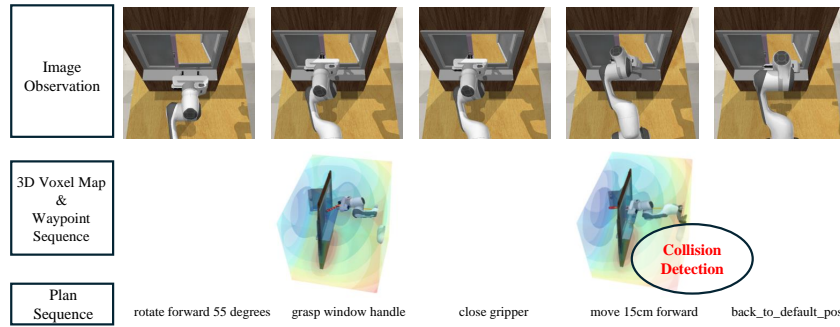 Image
Observation
3D Voxel Map
&
Waypoint
Sequence
Collision
Detection
Plan
Sequence
rotate forward 55 degrees
grasp window handle
close gripper
move 15cm forward